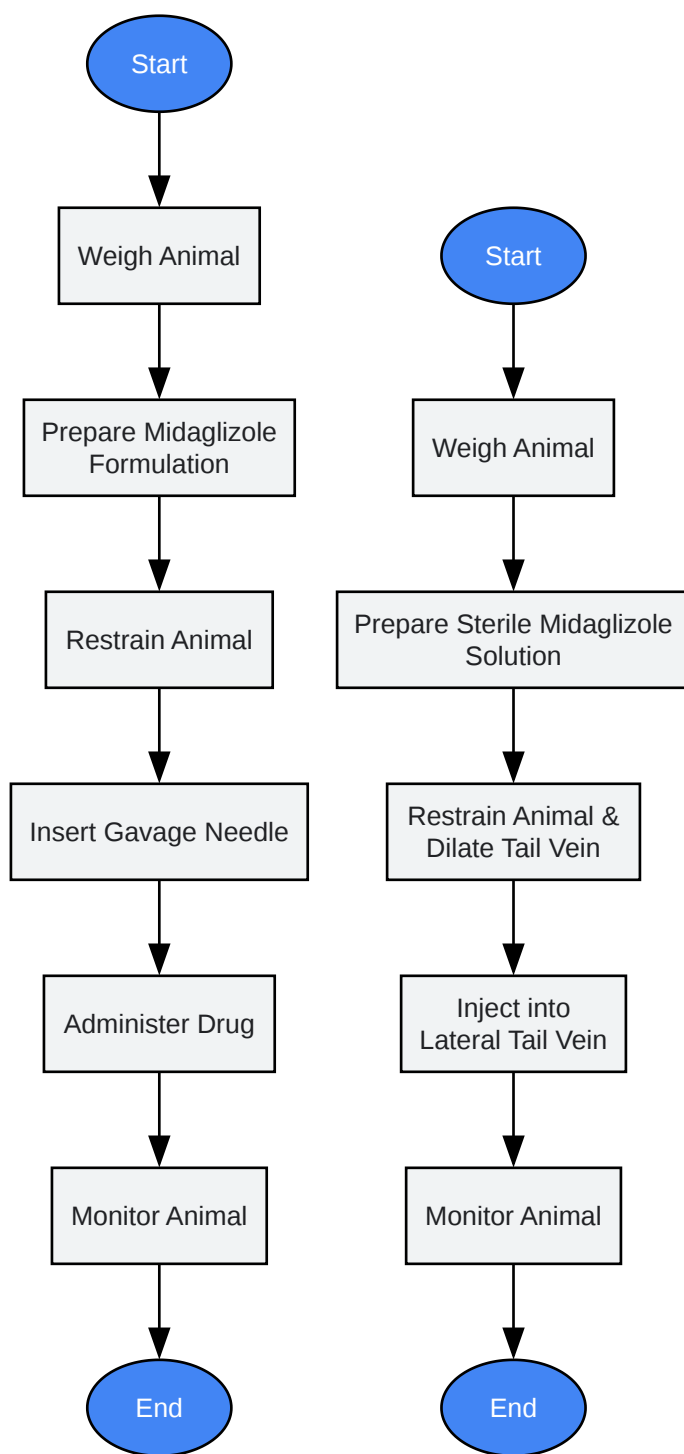 Start
Weigh Animal
Prepare Midaglizole
Formulation
Restrain Animal
Insert Gavage Needle
Administer Drug
Monitor Animal
End
Start
Weigh Animal
Prepare Sterile Midaglizole
Solution
Restrain Animal &
Dilate Tail Vein
Inject into
Lateral Tail Vein
Monitor Animal
End